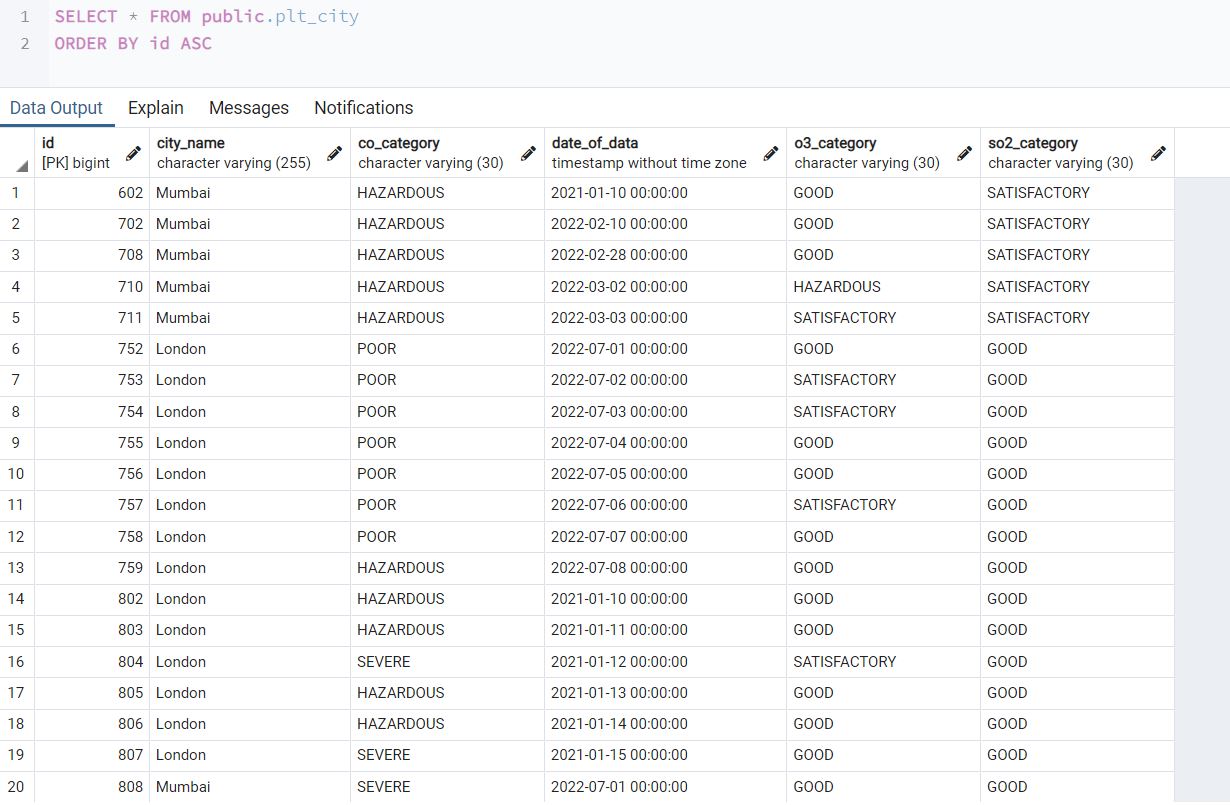 1 SELECT * FROM public.plt_city
2 ORDER BY id ASC
Data Output Explain Messages Notifications
id city_name co_category date_of_data o3_category so2_category
[PK] bigint character varying (255) character varying (30) timestamp without time zone character varying (30) character varying (30)
1 602 Mumbai HAZARDOUS 2021-01-10 00:00:00 GOOD SATISFACTORY
2 702 Mumbai HAZARDOUS 2022-02-10 00:00:00 GOOD SATISFACTORY
3 708 Mumbai HAZARDOUS 2022-02-28 00:00:00 GOOD SATISFACTORY
4 710 Mumbai HAZARDOUS 2022-03-02 00:00:00 HAZARDOUS SATISFACTORY
5 711 Mumbai HAZARDOUS 2022-03-03 00:00:00 SATISFACTORY SATISFACTORY
6 752 London POOR 2022-07-01 00:00:00 GOOD GOOD
7 753 London POOR 2022-07-02 00:00:00 SATISFACTORY GOOD
8 754 London POOR 2022-07-03 00:00:00 SATISFACTORY GOOD
9 755 London POOR 2022-07-04 00:00:00 GOOD GOOD
10 756 London POOR 2022-07-05 00:00:00 GOOD GOOD
11 757 London POOR 2022-07-06 00:00:00 SATISFACTORY GOOD
12 758 London POOR 2022-07-07 00:00:00 GOOD GOOD
13 759 London HAZARDOUS 2022-07-08 00:00:00 GOOD GOOD
14 802 London HAZARDOUS 2021-01-10 00:00:00 GOOD GOOD
15 803 London HAZARDOUS 2021-01-11 00:00:00 GOOD GOOD
16 804 London SEVERE 2021-01-12 00:00:00 SATISFACTORY GOOD
17 805 London HAZARDOUS 2021-01-13 00:00:00 GOOD GOOD
18 806 London HAZARDOUS 2021-01-14 00:00:00 GOOD GOOD
19 807 London SEVERE 2021-01-15 00:00:00 GOOD GOOD
20 808 Mumbai SEVERE 2022-07-01 00:00:00 GOOD GOOD